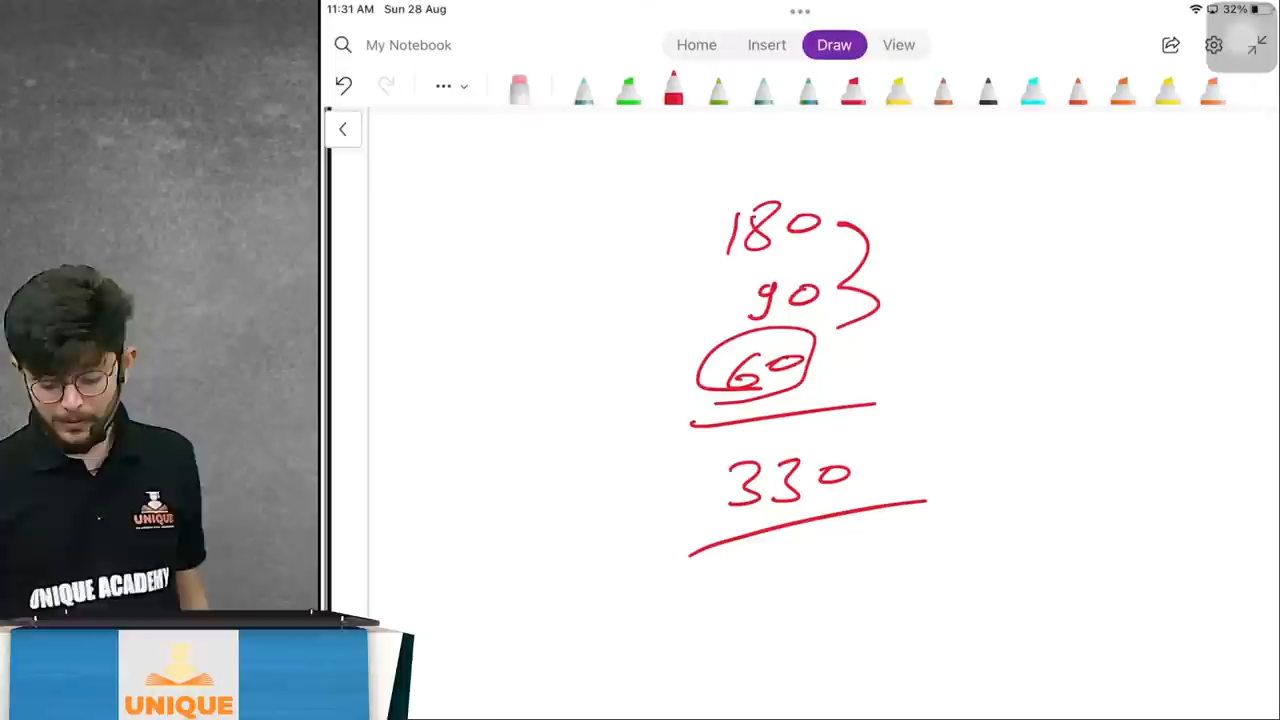 11:31 AM Sun 28 Aug
32%
My Notebook
Home Insert Draw View
180
90
60
330
UNIQUE
UNIQUE ACADEMY
UNIQUE